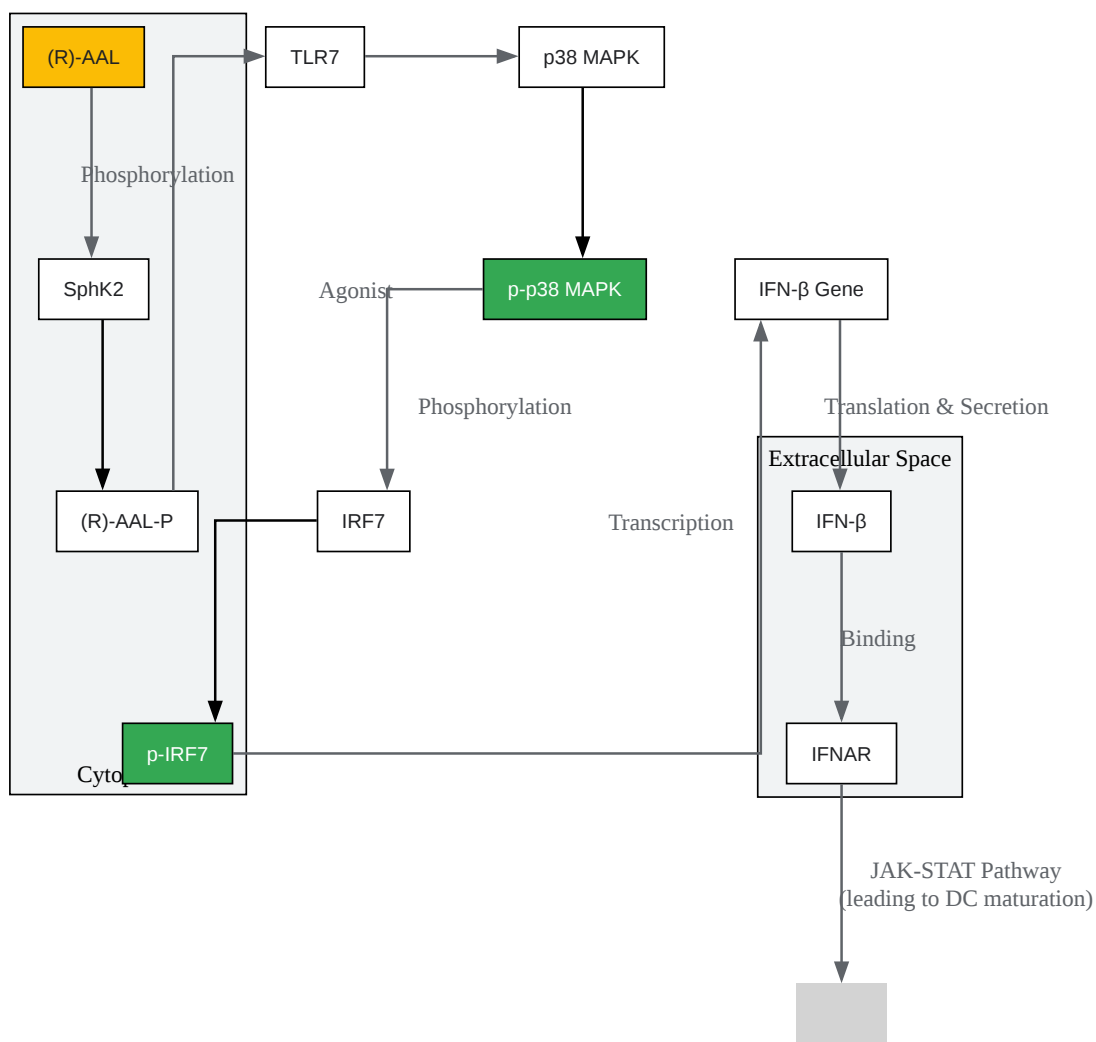 (R)-AAL
TLR7
p38 MAPK
Phosphorylation
SphK2
Agonist
p-p38 MAPK
IFN-β Gene
Phosphorylation
Translation & Secretion
Extracellular Space
(R)-AAL-P
IRF7
Transcription
IFN-β
Binding
p-IRF7
IFNAR
JAK-STAT Pathway
(leading to DC maturation)